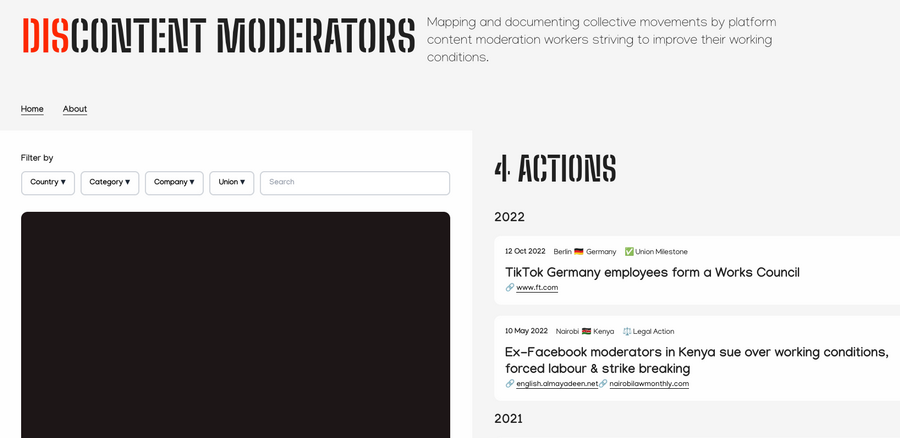 DISCONTENT MODERATORS
Mapping and documenting collective movements by platform
content moderation workers striving to improve their working
conditions.
Home About
Filter by
Country ▼ Category ▼ Company ▼ Union ▼ Search
4 ACTIONS
2022
12 Oct 2022 Berlin 🇩🇪 Germany ✅ Union Milestone
TikTok Germany employees form a Works Council
🔗 www.ft.com
10 May 2022 Nairobi 🇰🇪 Kenya ⚖️ Legal Action
Ex-Facebook moderators in Kenya sue over working conditions,
forced labour & strike breaking
🔗 english.almayadeen.net 🔗 nairobilawmonthly.com
2021